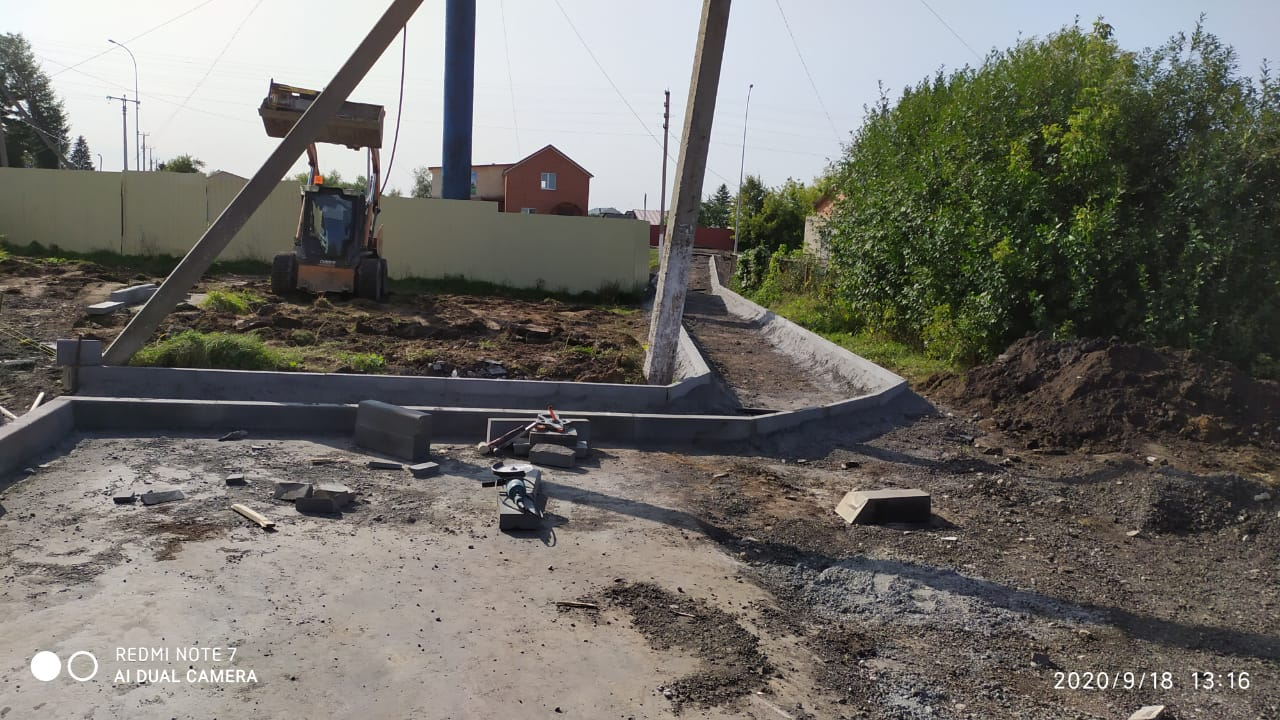 REDMI NOTE 7
AI DUAL CAMERA
2020/9/18 13:16